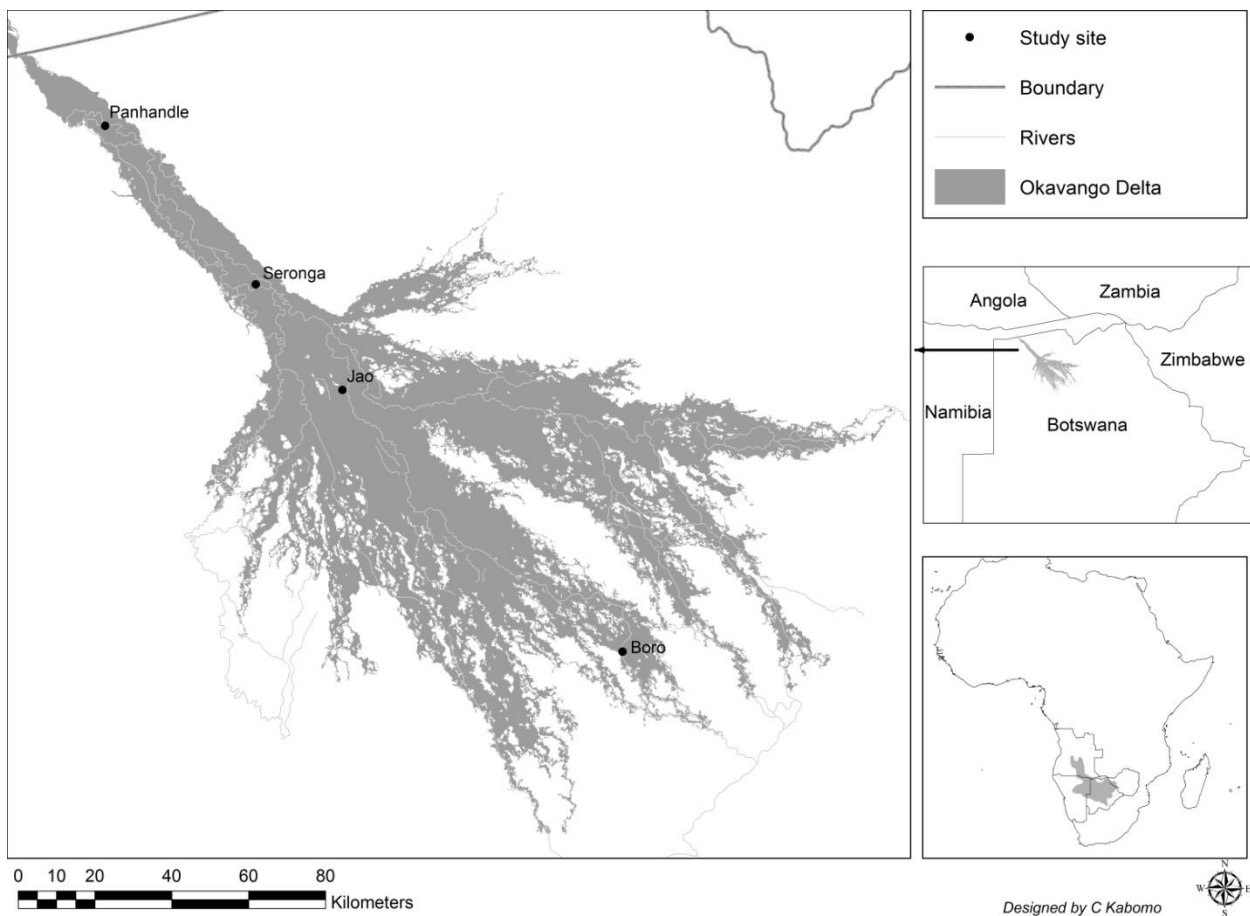 Panhandle
Seronga
Jao
Boro
Study site
Boundary
Rivers
Okavango Delta
Angola
Zambia
Zimbabwe
Namibia
Botswana
0 10 20 40 60 80
Kilometers
N
W E
S
Designed by C Kabomo